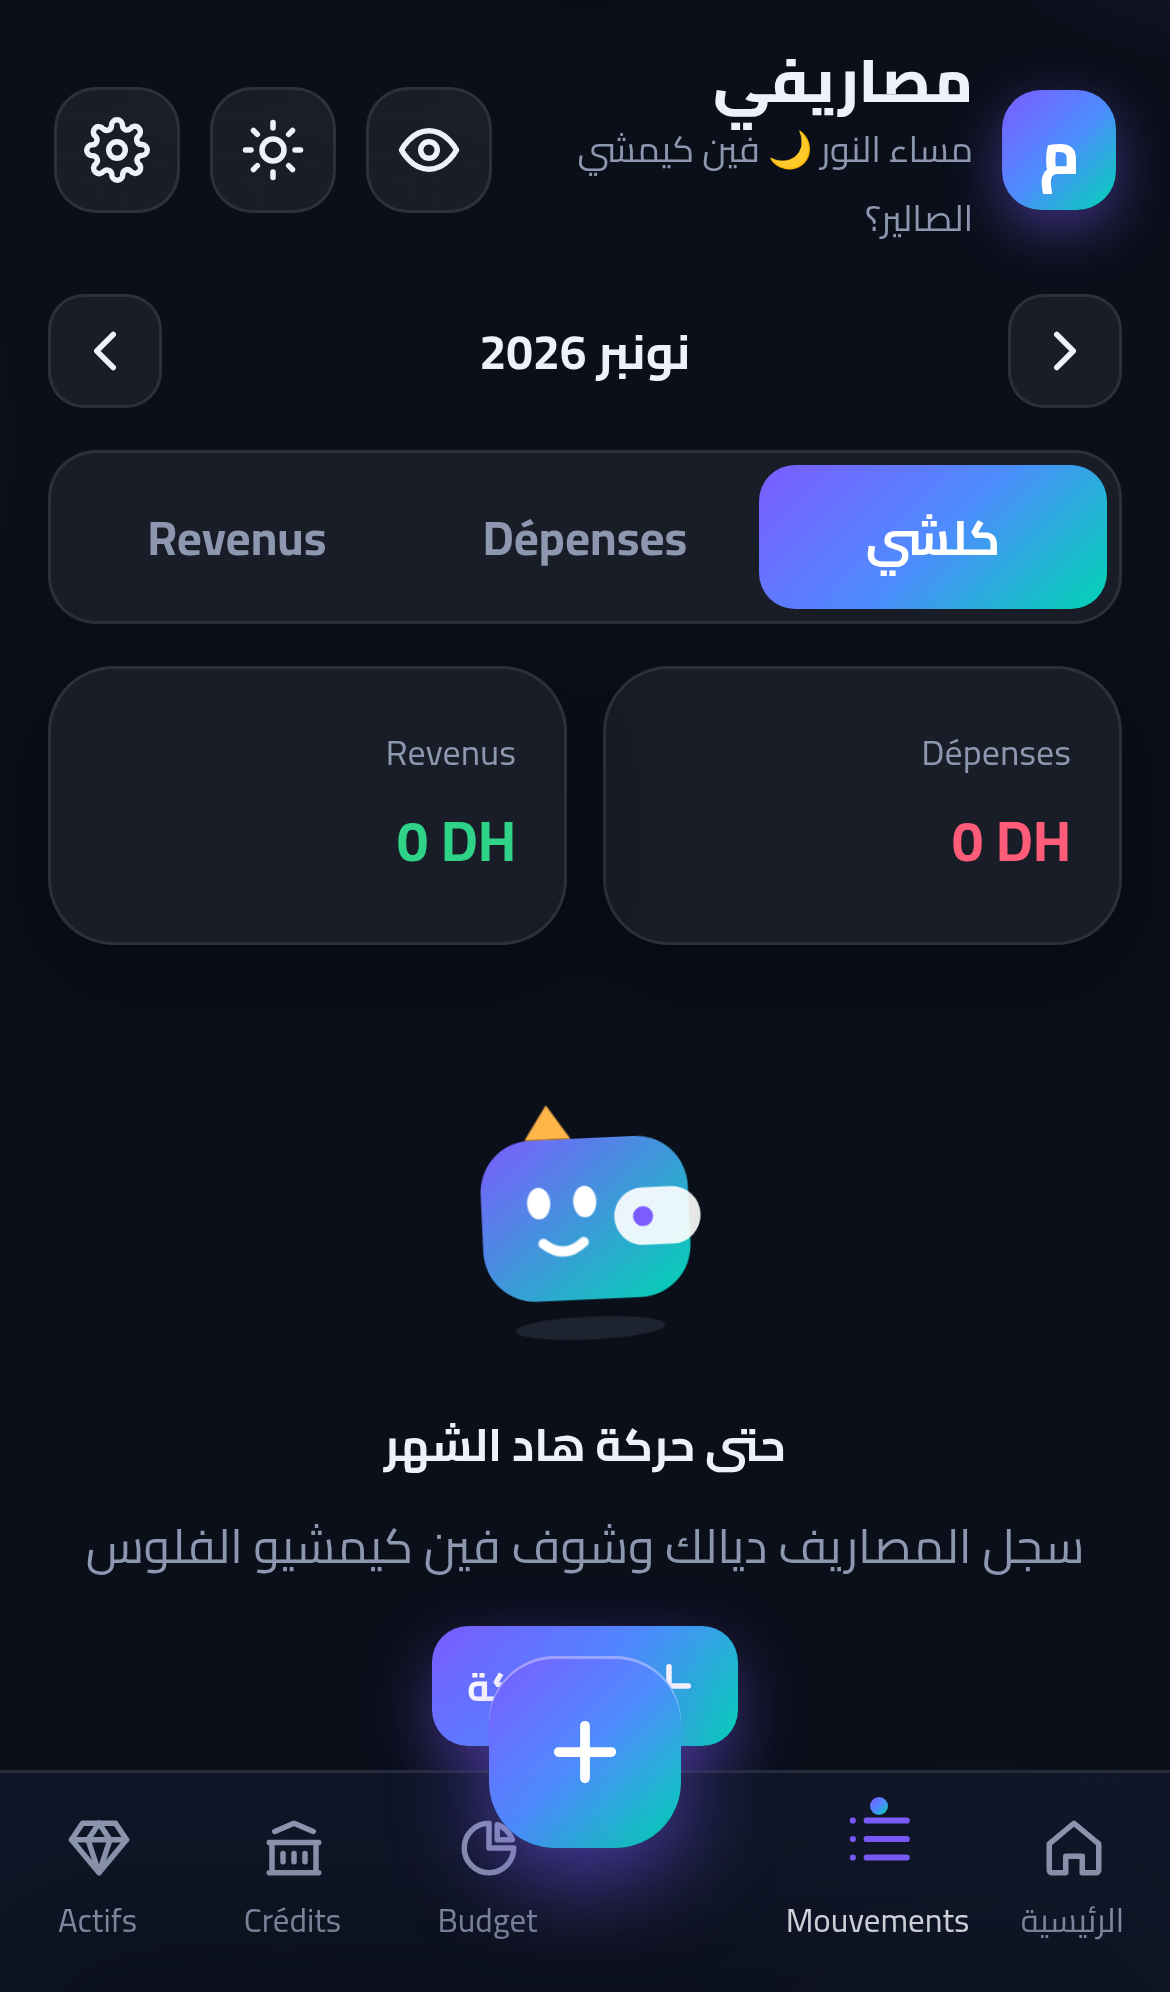 م
مصاريفي
مساء النور 🌙 فين كيمشي
الصالير؟
نونبر 2026
كلشي
Dépenses
Revenus
Dépenses
0 DH
Revenus
0 DH
حتى حركة هاد الشهر
سجل المصاريف ديالك وشوف فين كيمشيو الفلوس
الرئيسية
Mouvements
Budget
Crédits
Actifs